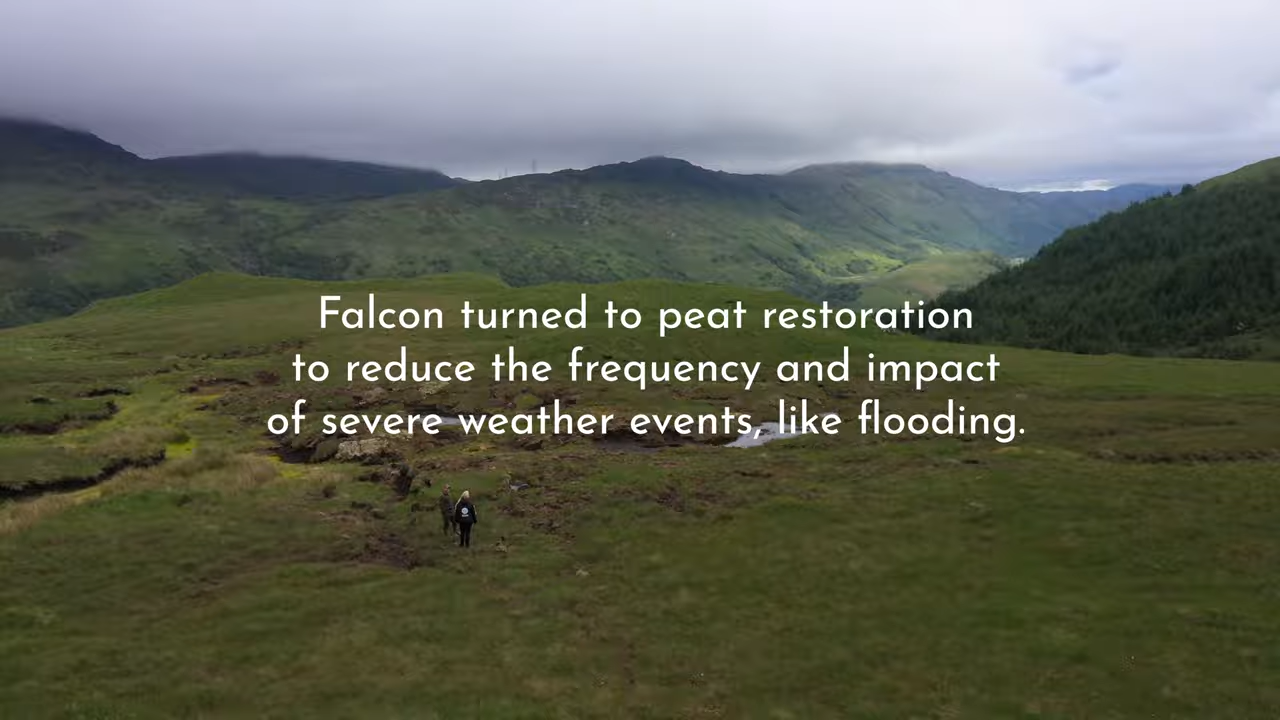 Falcon turned to peat restoration
to reduce the frequency and impact
of severe weather events, like flooding.